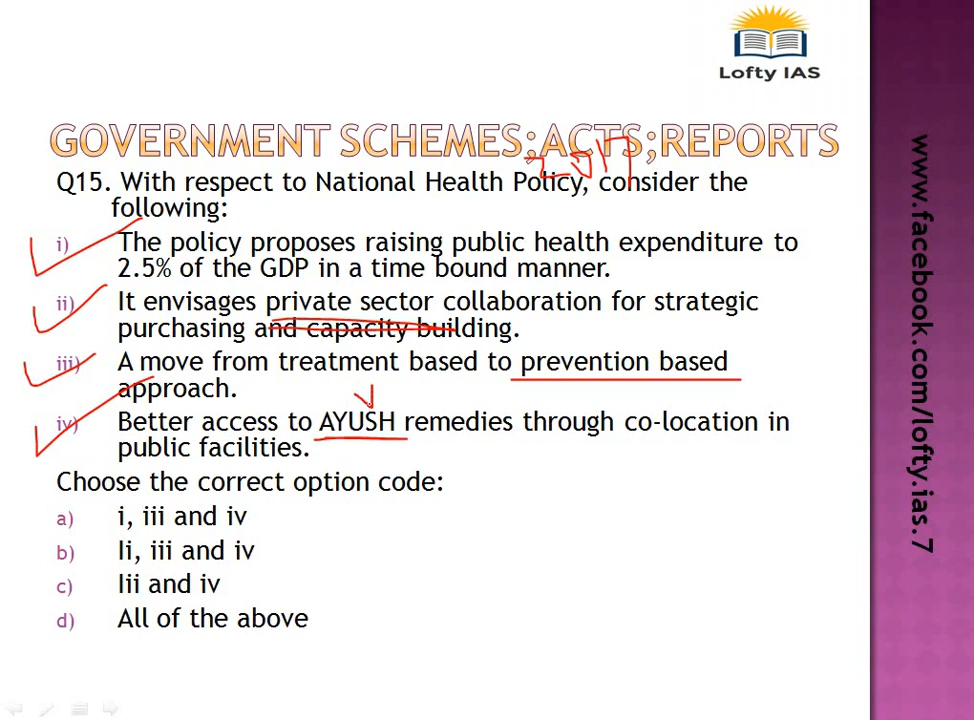 Lofty IAS
GOVERNMENT SCHEMES;ACTS;REPORTS
2017
Q15. With respect to National Health Policy, consider the
following:
i) The policy proposes raising public health expenditure to
2.5% of the GDP in a time bound manner.
ii) It envisages private sector collaboration for strategic
purchasing and capacity building.
iii) A move from treatment based to prevention based
approach.
iv) Better access to AYUSH remedies through co-location in
public facilities.
Choose the correct option code:
a) i, iii and iv
b) Ii, iii and iv
c) Iii and iv
d) All of the above
www.facebook.com/lofty.ias.7